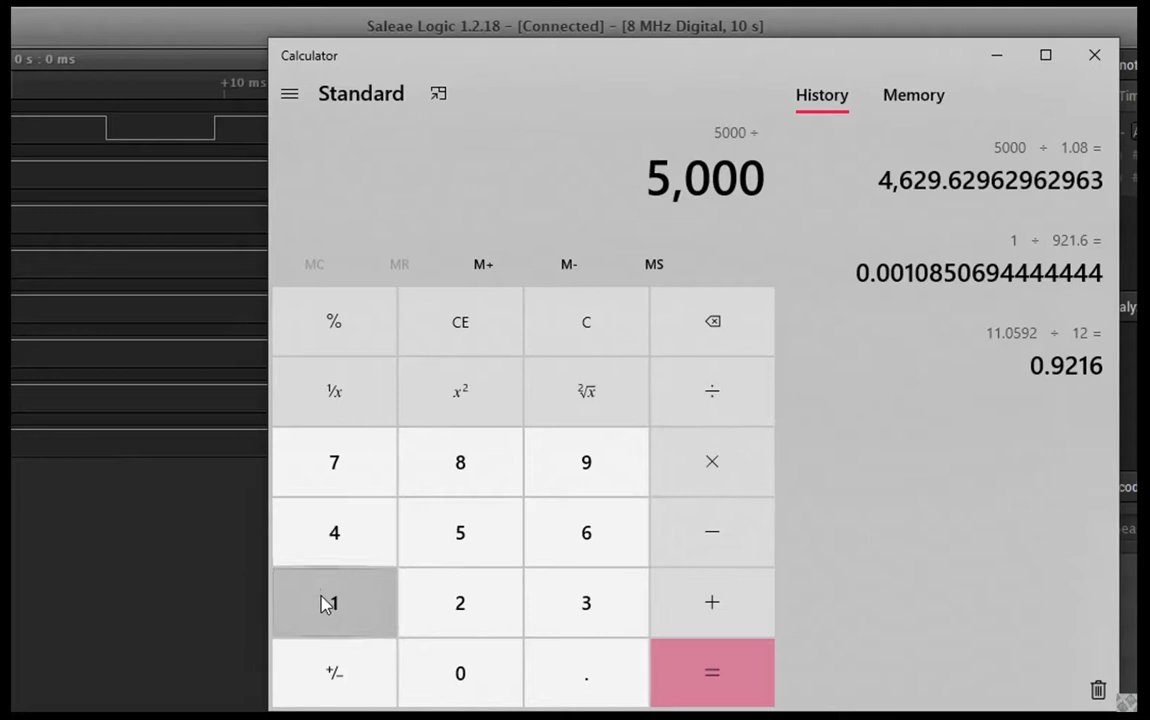 Saleae Logic 1.2.18 - [Connected] - [8 MHz Digital, 10 s]
0 s : 0 ms
+10 ms
Calculator
Standard
History
Memory
5000 ÷
5,000
5000 ÷ 1.08 =
4,629.62962962963
1 ÷ 921.6 =
0.0010850694444444
11.0592 ÷ 12 =
0.9216
MC MR M+ M- MS
% CE C
⅟x x² ²√x ÷
7 8 9 ×
4 5 6 −
1 2 3 +
+/− 0 . =